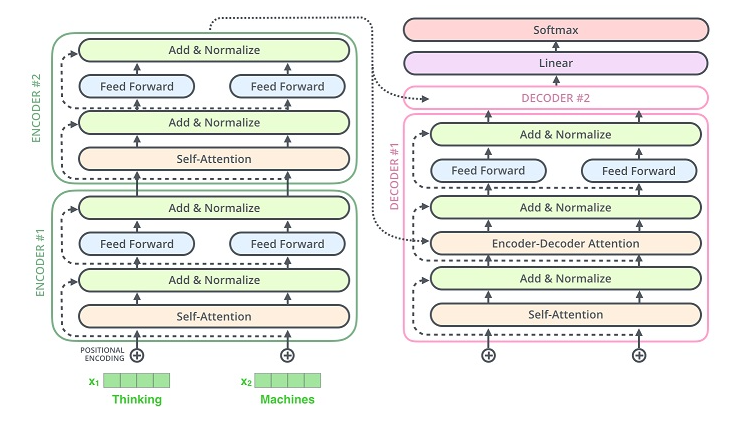 ENCODER #2
Add & Normalize
Feed Forward
Feed Forward
Add & Normalize
Self-Attention
ENCODER #1
Add & Normalize
Feed Forward
Feed Forward
Add & Normalize
Self-Attention
POSITIONAL
ENCODING
x₁
x₂
Thinking
Machines
Softmax
Linear
DECODER #2
DECODER #1
Add & Normalize
Feed Forward
Feed Forward
Add & Normalize
Encoder-Decoder Attention
Add & Normalize
Self-Attention